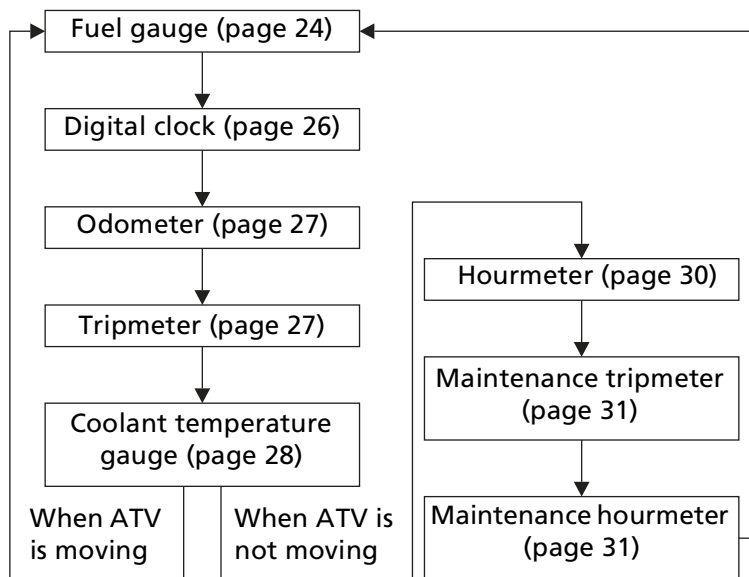 Fuel gauge (page 24)
Digital clock (page 26)
Odometer (page 27)
Tripmeter (page 27)
Coolant temperature
gauge (page 28)
When ATV
is moving
When ATV is
not moving
Hourmeter (page 30)
Maintenance tripmeter
(page 31)
Maintenance hourmeter
(page 31)